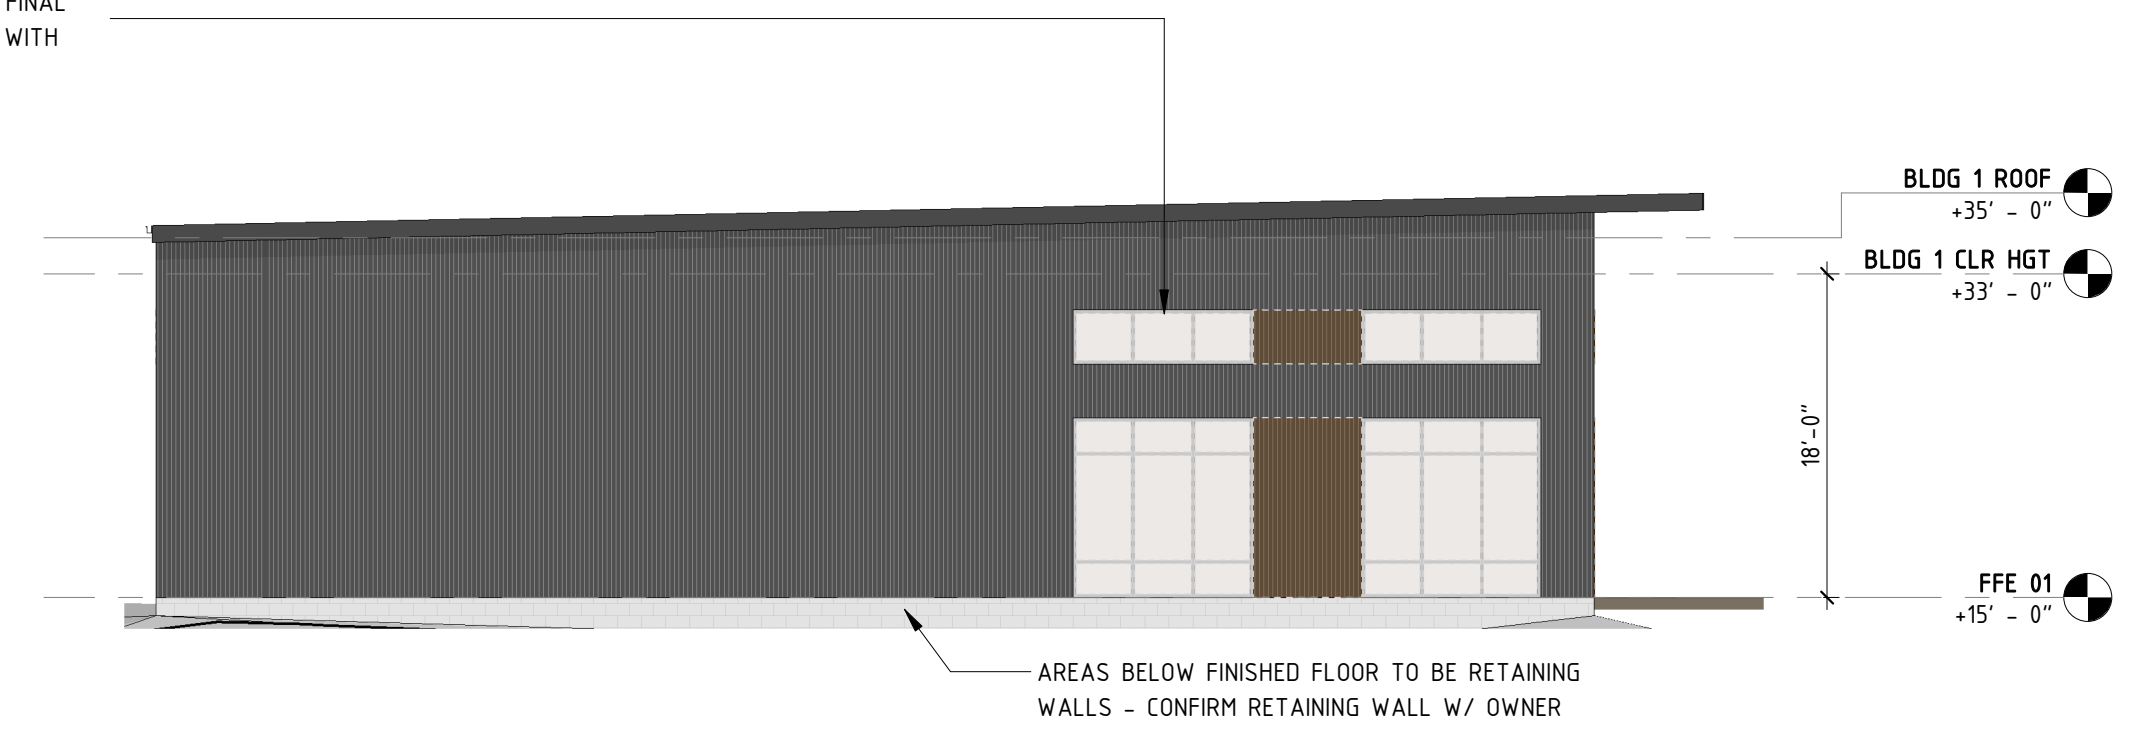 FINAL
WITH
BLDG 1 ROOF
+35' - 0"
BLDG 1 CLR HGT
+33' - 0"
18'-0"
FFE 01
+15' - 0"
AREAS BELOW FINISHED FLOOR TO BE RETAINING
WALLS - CONFIRM RETAINING WALL W/ OWNER